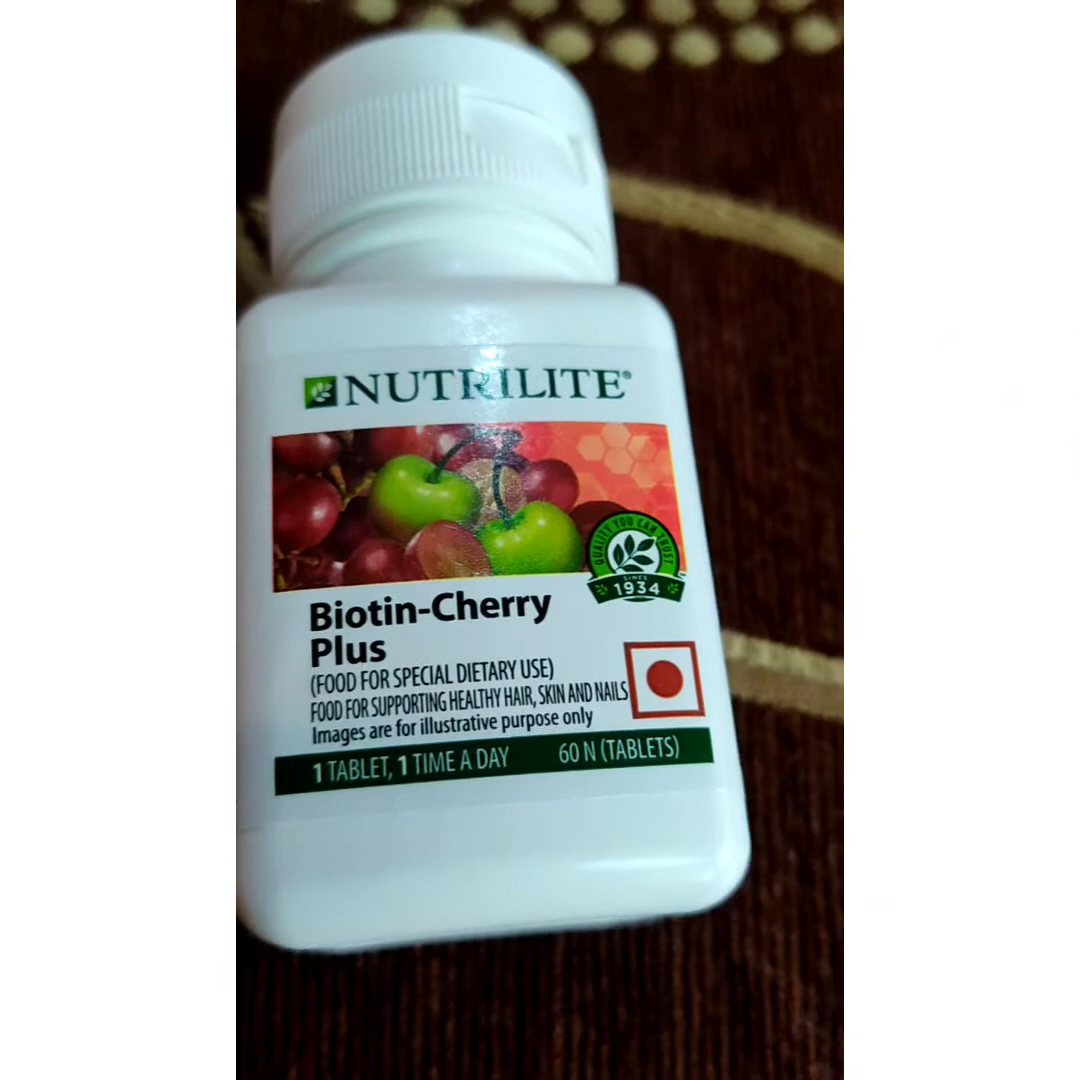 NUTRILITE®
QUALITY YOU CAN TRUST
SINCE
1934
Biotin-Cherry
Plus
(FOOD FOR SPECIAL DIETARY USE)
FOOD FOR SUPPORTING HEALTHY HAIR, SKIN AND NAILS
Images are for illustrative purpose only
1 TABLET, 1 TIME A DAY 60 N (TABLETS)